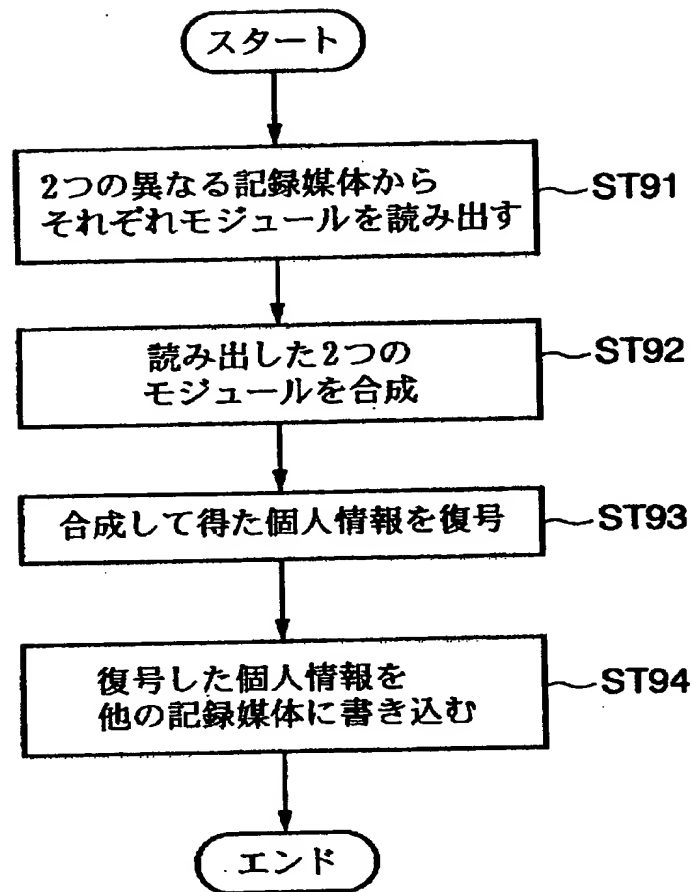 スタート
2つの異なる記録媒体から
それぞれモジュールを読み出す
ST91
読み出した2つの
モジュールを合成
ST92
合成して得た個人情報を復号
ST93
復号した個人情報を
他の記録媒体に書き込む
ST94
エンド